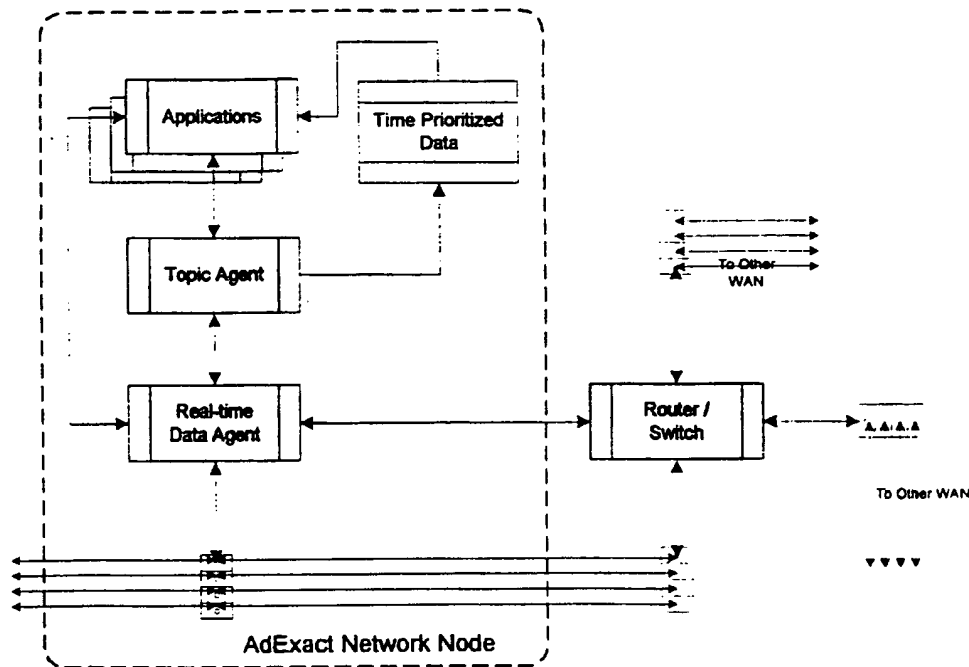 Applications
Time Prioritized
Data
Topic Agent
To Other
WAN
Real-time
Data Agent
Router /
Switch
To Other WAN
AdExact Network Node